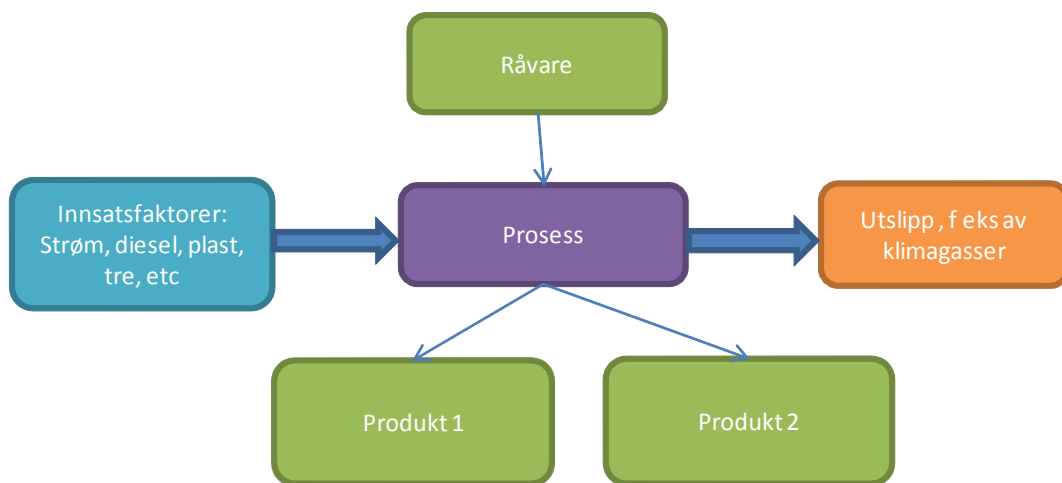 Råvare
Innsatsfaktorer:
Strøm, diesel, plast,
tre, etc
Prosess
Utslipp , f eks av
klimagasser
Produkt 1
Produkt 2